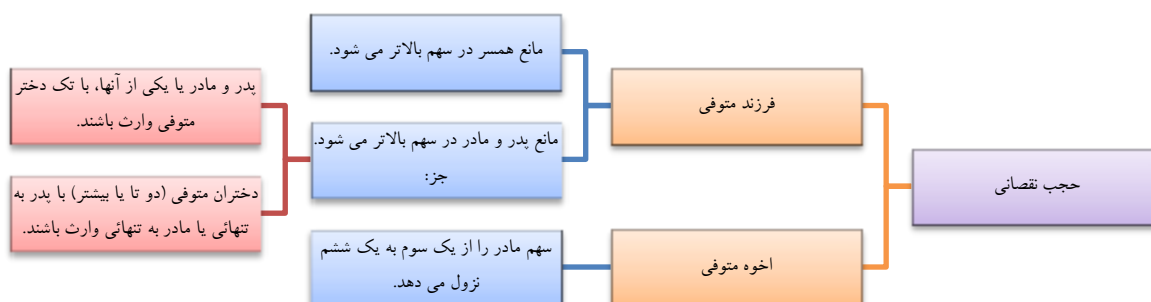 حجب نقصانی
فرزند متوفی
مانع همسر در سهم بالاتر می شود.
مانع پدر و مادر در سهم بالاتر می شود.
جز:
پدر و مادر یا یکی از آنها، با تک دختر
متوفی وارث باشند.
دختران متوفی (دو تا یا بیشتر) با پدر به
تنهائی یا مادر به تنهائی وارث باشند.
اخوه متوفی
سهم مادر را از یک سوم به یک ششم
نزول می دهد.